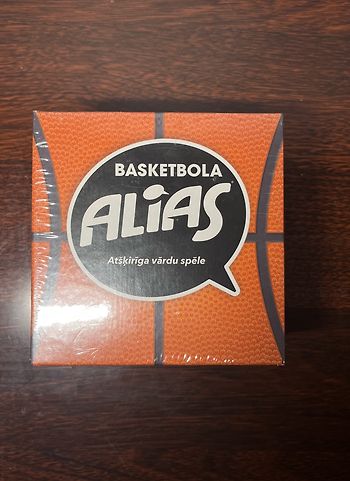 BASKETBOLA
ALiAS
Atšķirīga vārdu spēle